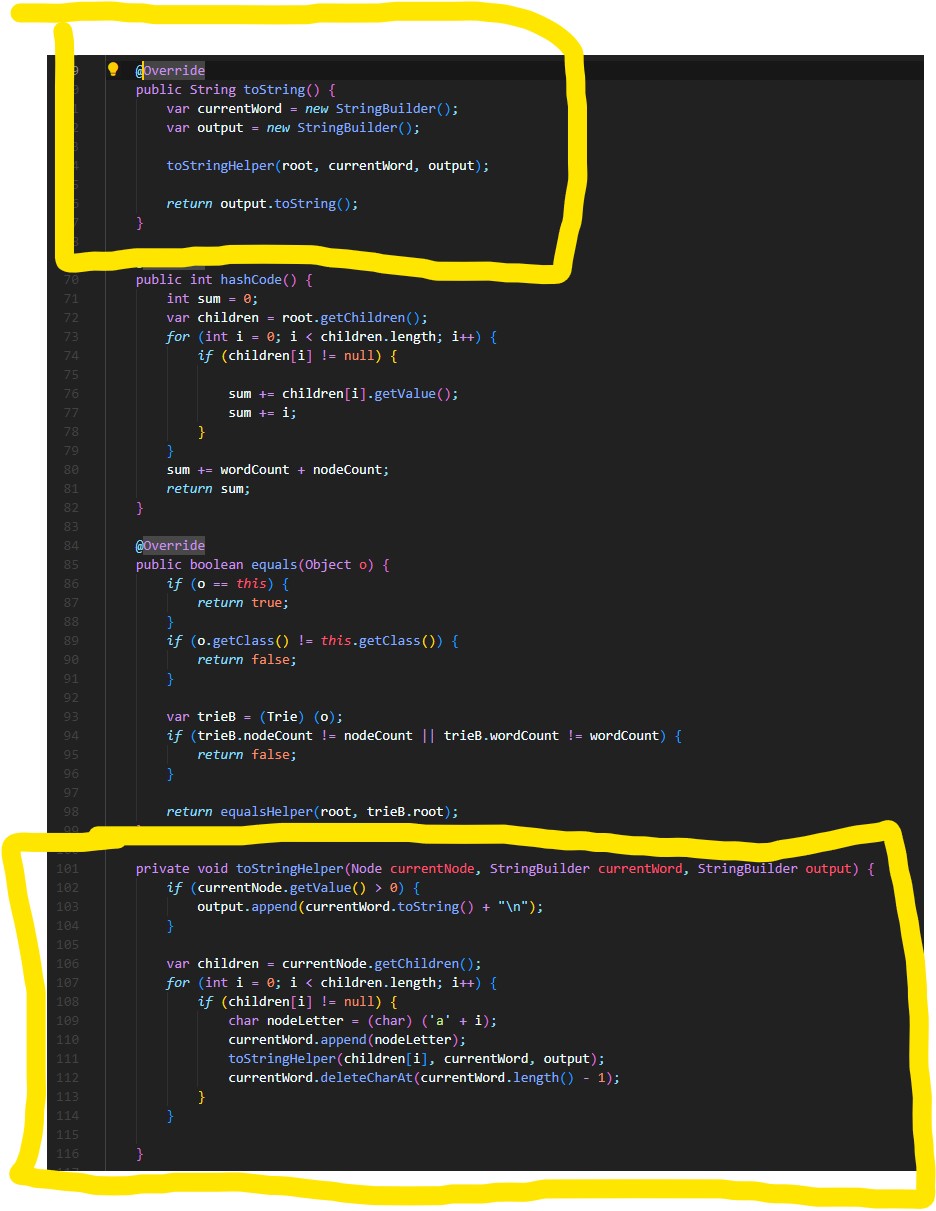 9 @Override
public String toString() {
var currentWord = new StringBuilder();
var output = new StringBuilder();
toStringHelper(root, currentWord, output);
return output.toString();
}
70 public int hashCode() {
71 int sum = 0;
72 var children = root.getChildren();
73 for (int i = 0; i < children.length; i++) {
74 if (children[i] != null) {
75
76 sum += children[i].getValue();
77 sum += i;
78 }
79 }
80 sum += wordCount + nodeCount;
81 return sum;
82 }
83
84 @Override
85 public boolean equals(Object o) {
86 if (o == this) {
87 return true;
88 }
89 if (o.getClass() != this.getClass()) {
90 return false;
91 }
92
93 var trieB = (Trie) (o);
94 if (trieB.nodeCount != nodeCount || trieB.wordCount != wordCount) {
95 return false;
96 }
97
98 return equalsHelper(root, trieB.root);
101 private void toStringHelper(Node currentNode, StringBuilder currentWord, StringBuilder output) {
102 if (currentNode.getValue() > 0) {
103 output.append(currentWord.toString() + "\n");
104 }
105
106 var children = currentNode.getChildren();
107 for (int i = 0; i < children.length; i++) {
108 if (children[i] != null) {
109 char nodeLetter = (char) ('a' + i);
110 currentWord.append(nodeLetter);
111 toStringHelper(children[i], currentWord, output);
112 currentWord.deleteCharAt(currentWord.length() - 1);
113 }
114 }
115
116 }